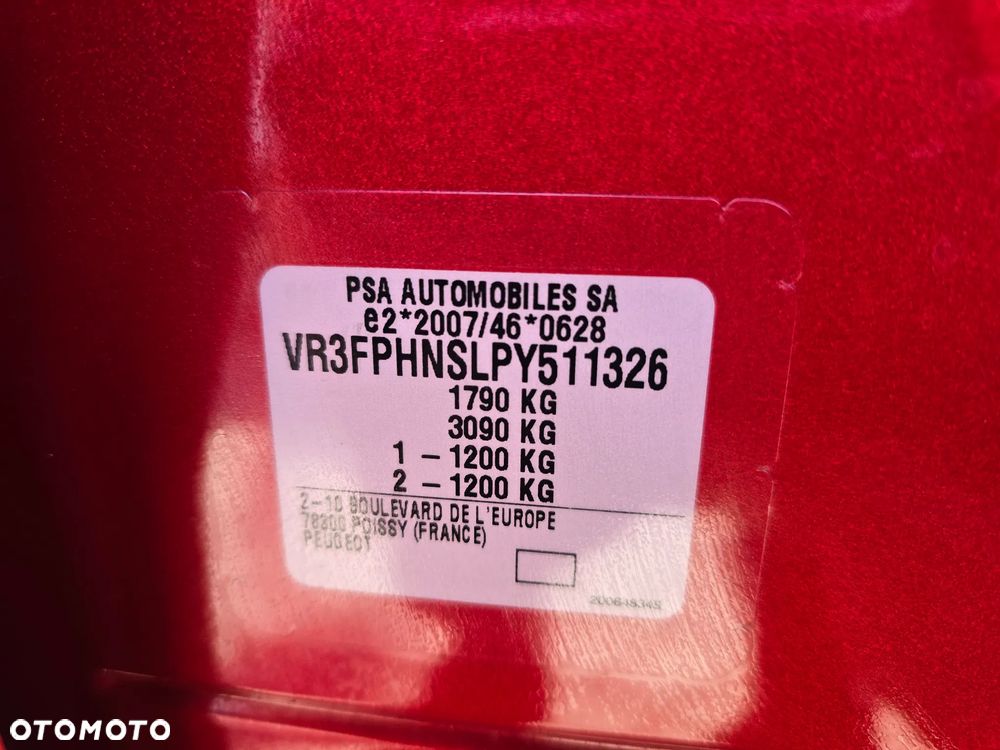 PSA AUTOMOBILES SA
e2*2007/46*0628
VR3FPHNSLPY511326
1790 KG
3090 KG
1 - 1200 KG
2 - 1200 KG
2-10 BOULEVARD DE L'EUROPE
78300 POISSY (FRANCE)
PEUGEOT
OTOMOTO